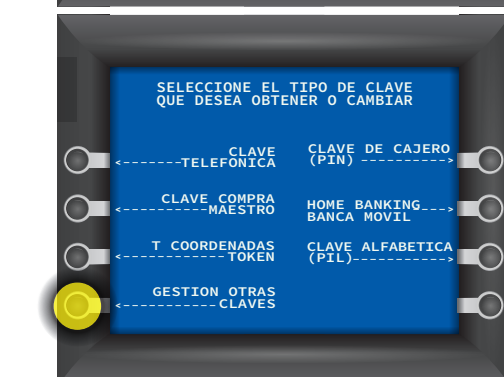 SELECCIONE EL TIPO DE CLAVE
QUE DESEA OBTENER O CAMBIAR
CLAVE
<-------TELEFONICA
CLAVE DE CAJERO
(PIN) ---------->
CLAVE COMPRA
<----------MAESTRO
HOME BANKING---->
BANCA MOVIL
T COORDENADAS
<------------TOKEN
CLAVE ALFABETICA
(PIL)----------->
GESTION OTRAS
<-----------CLAVES